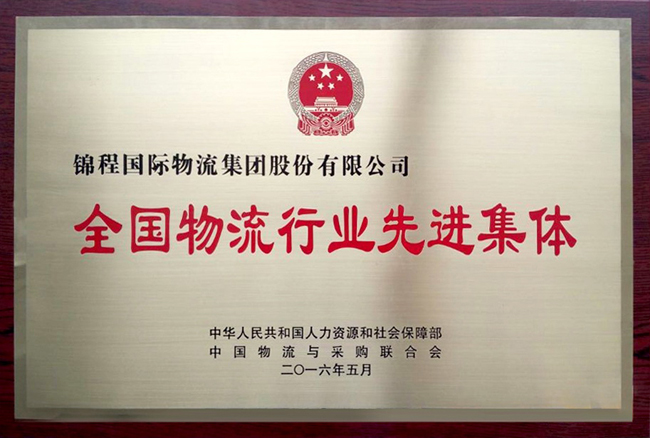 锦程国际物流集团股份有限公司
全国物流行业先进集体
中华人民共和国人力资源和社会保障部
中国物流与采购联合会
二〇一六年五月